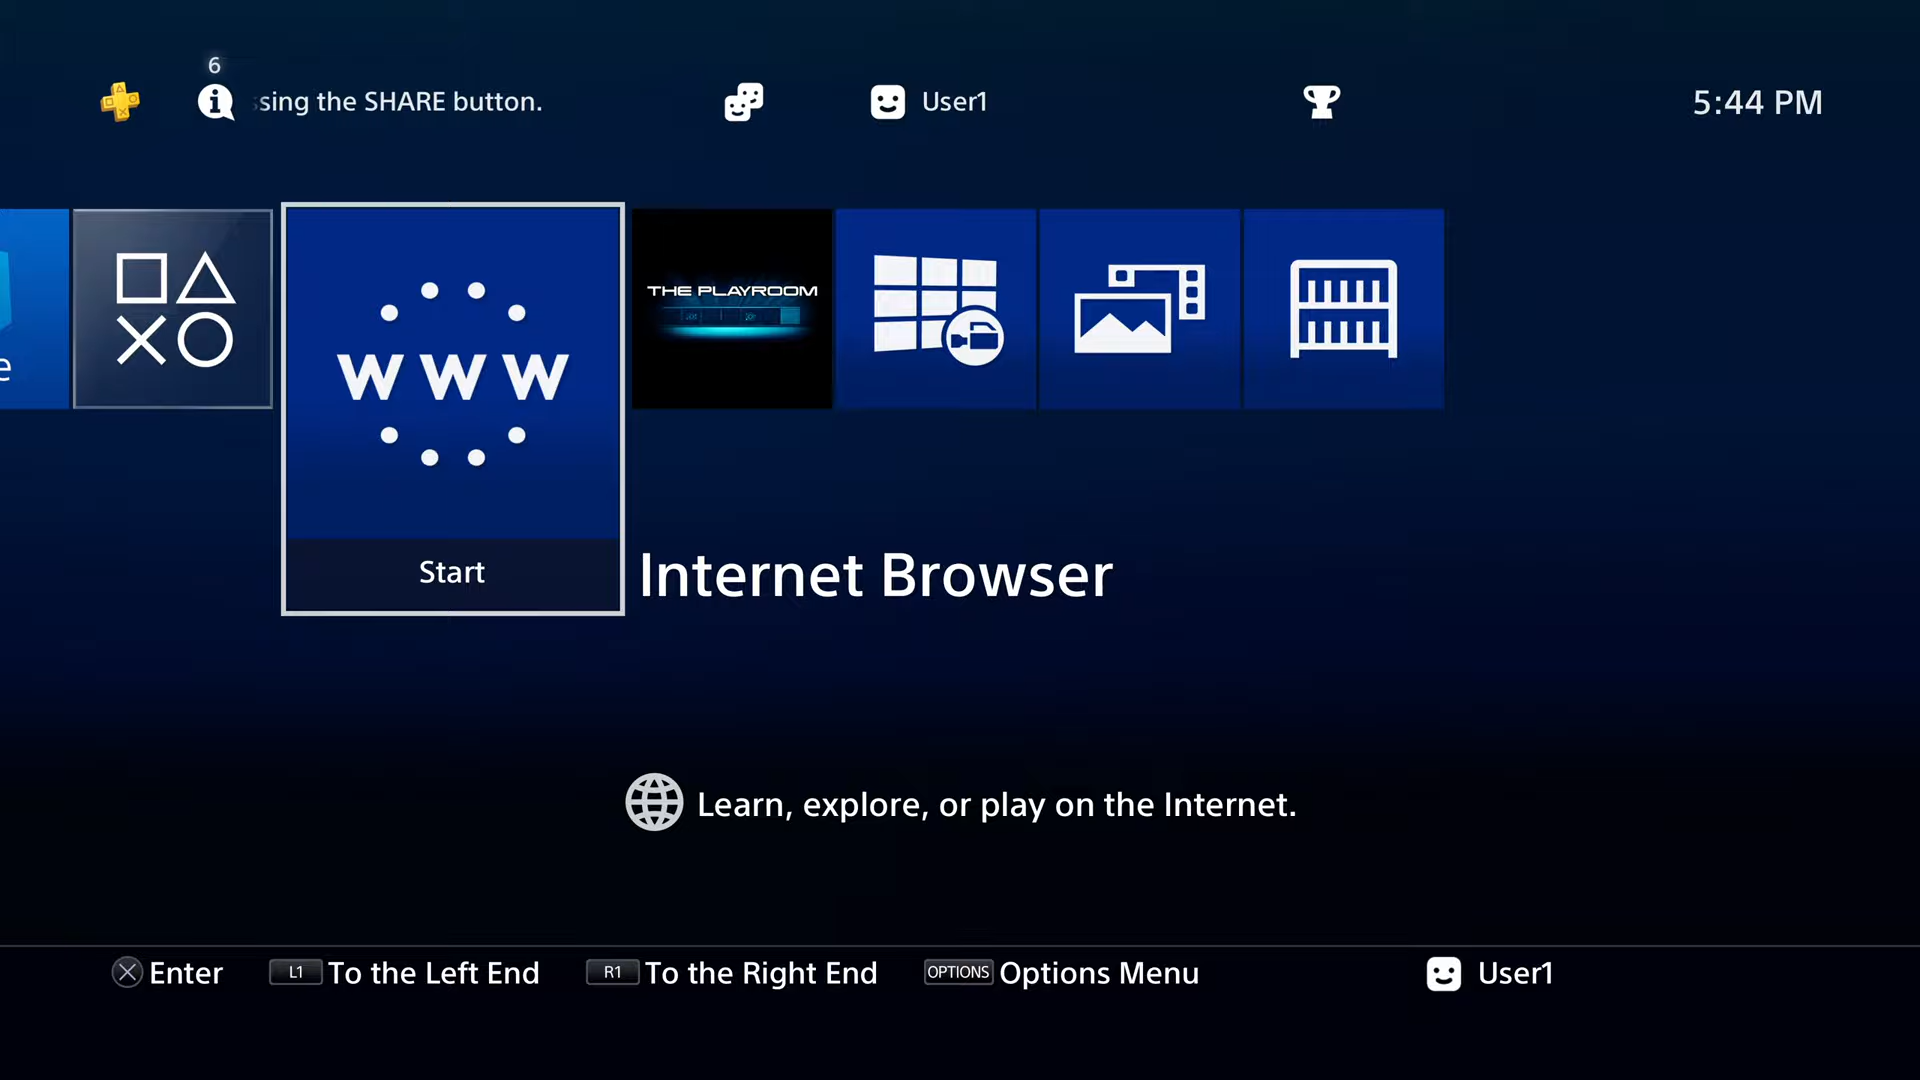 6
sing the SHARE button.
User1
5:44 PM
e
WWW
THE PLAYROOM
Start
Internet Browser
Learn, explore, or play on the Internet.
Enter
L1 To the Left End
R1 To the Right End
OPTIONS Options Menu
User1